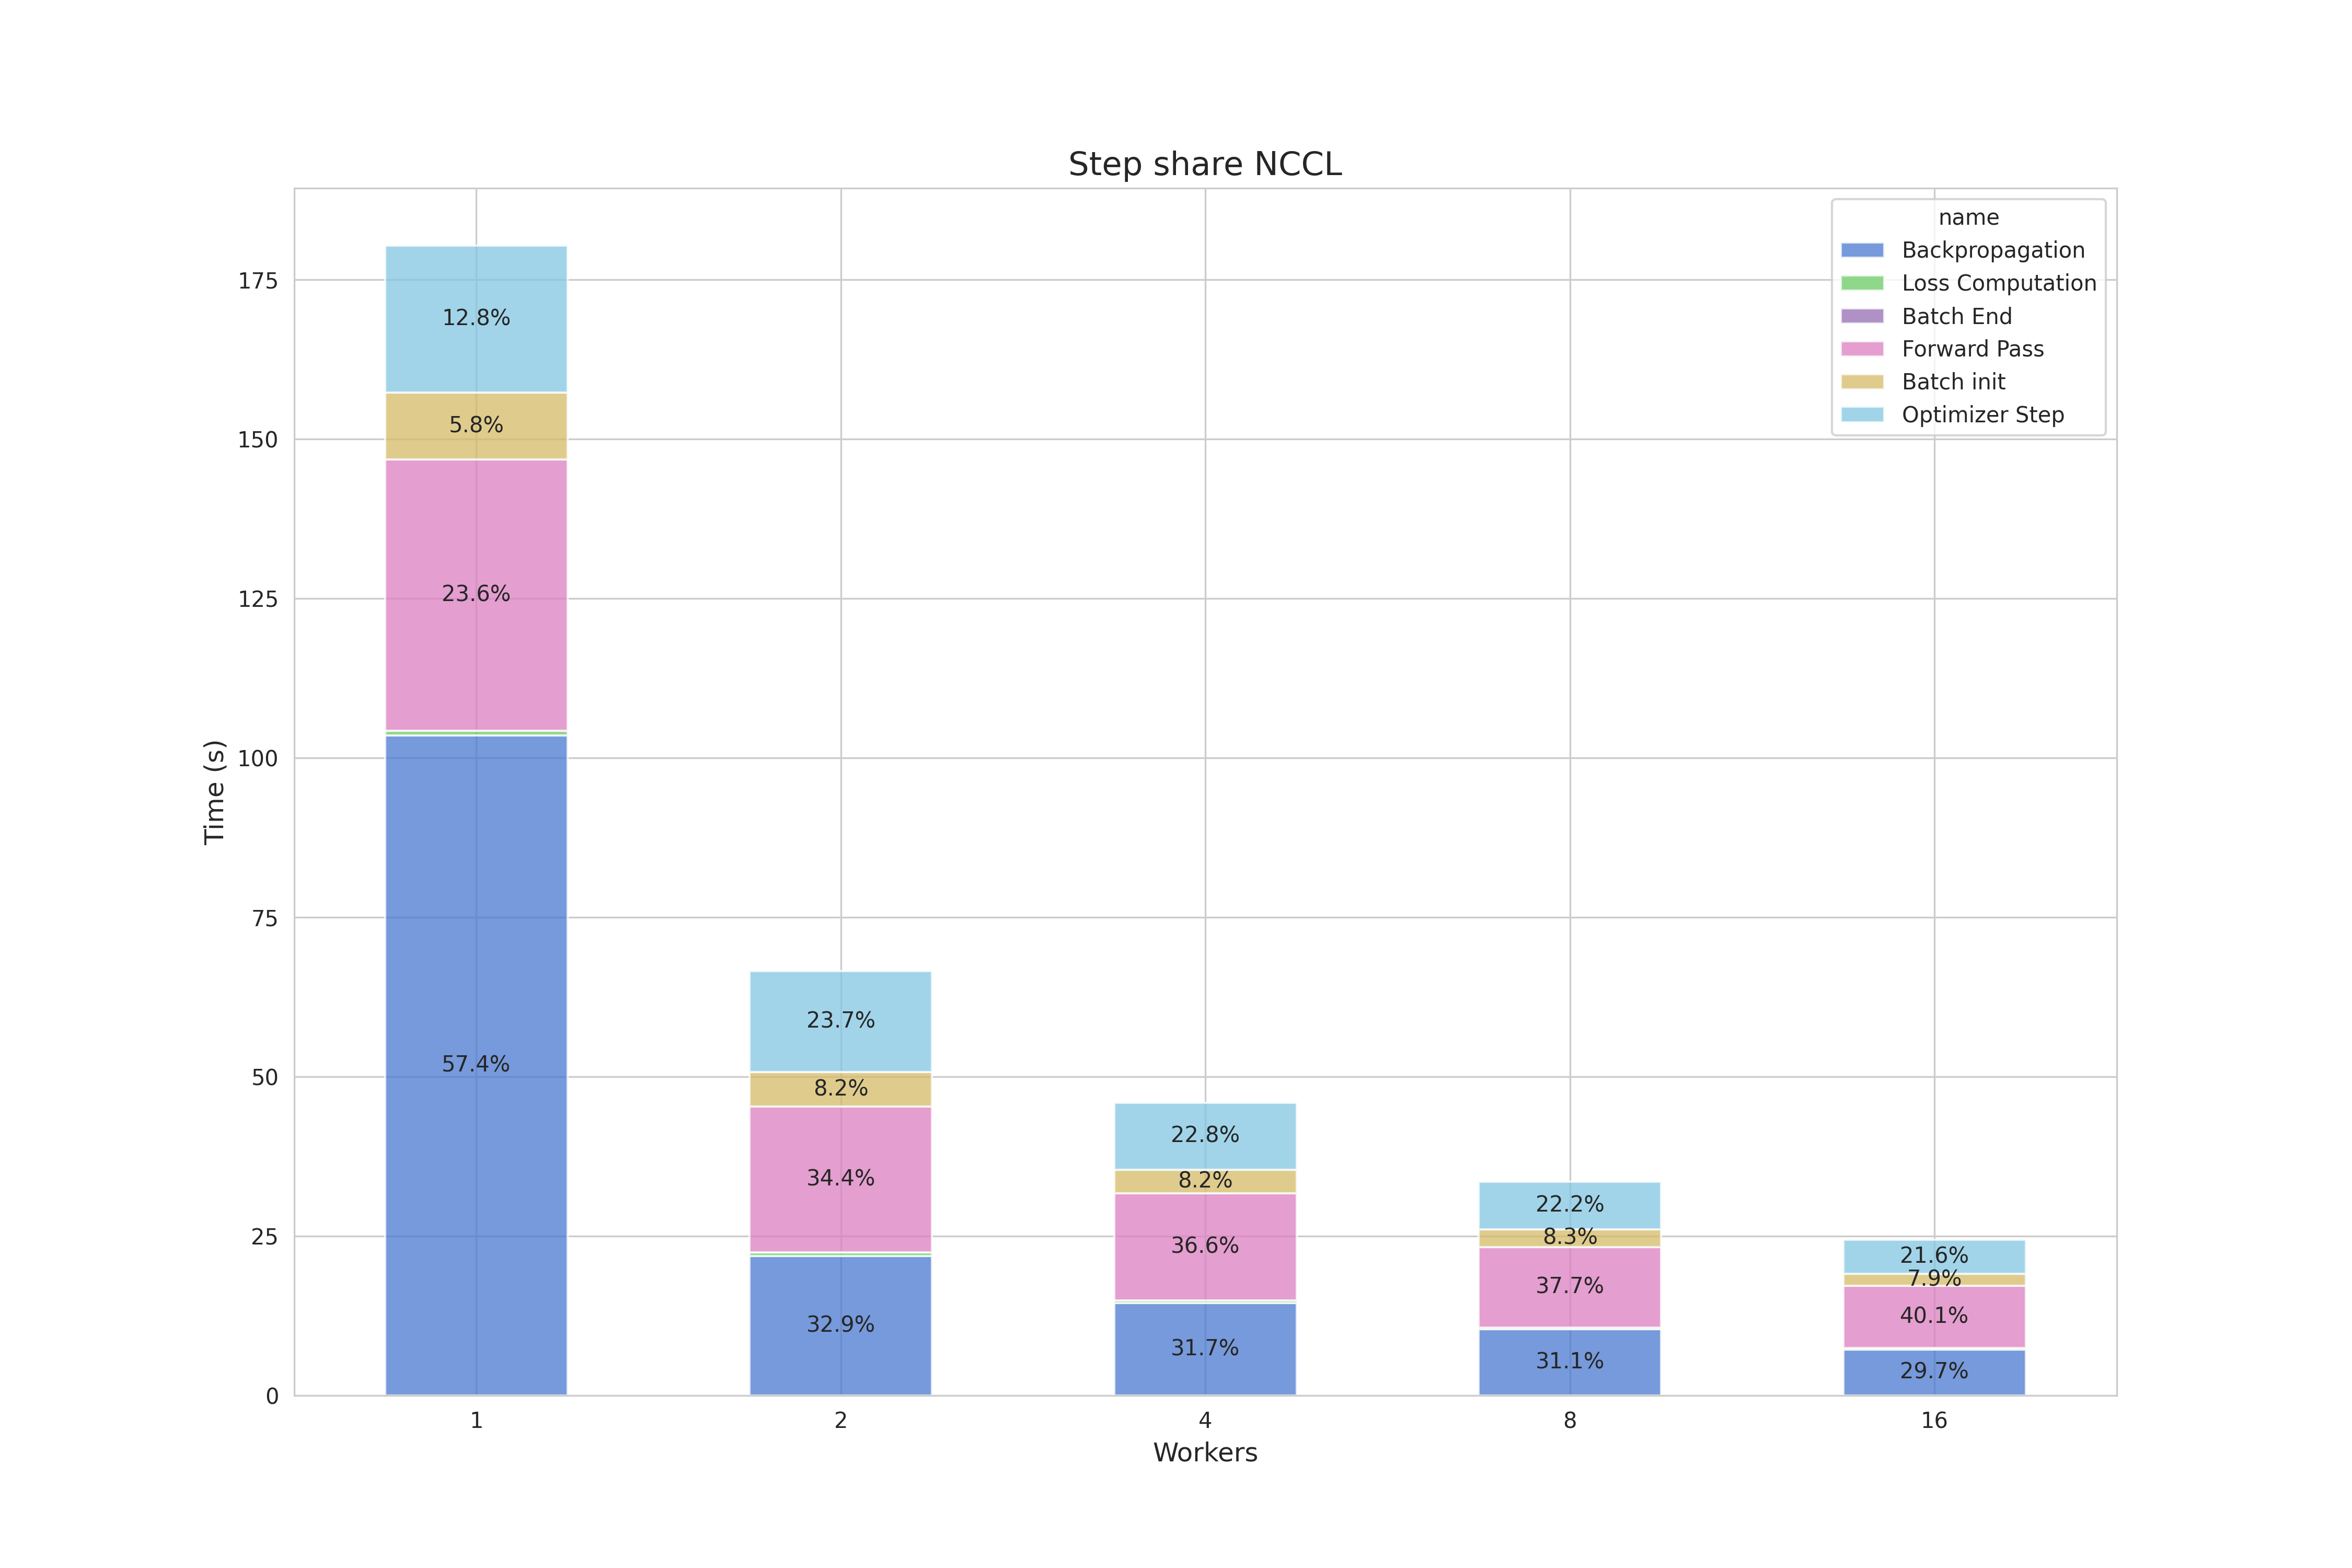 Step share NCCL
name
Backpropagation
Loss Computation
Batch End
Forward Pass
Batch init
Optimizer Step
Time (s)
175
150
125
100
75
50
25
0
12.8%
5.8%
23.6%
57.4%
23.7%
8.2%
34.4%
32.9%
22.8%
8.2%
36.6%
31.7%
22.2%
8.3%
37.7%
31.1%
21.6%
7.9%
40.1%
29.7%
1 2 4 8 16
Workers